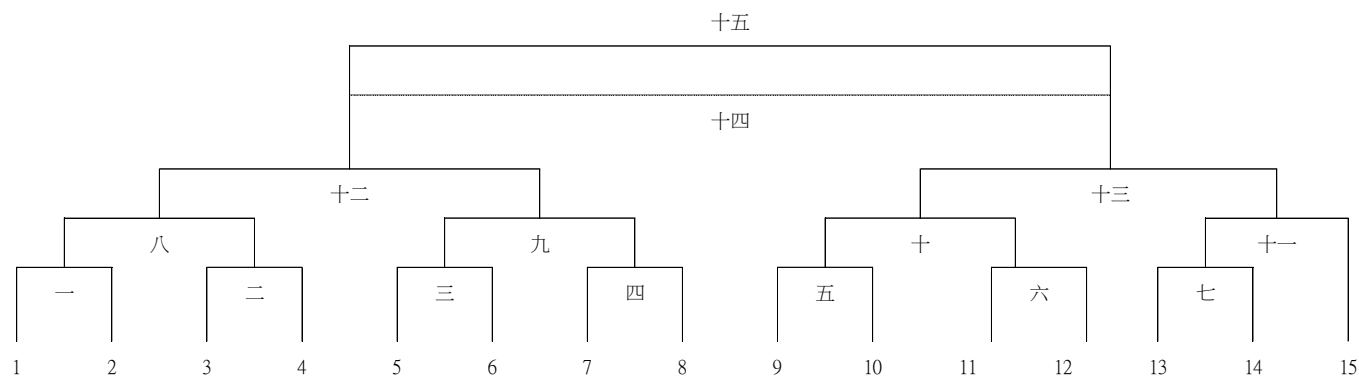 十五
十四
十二 十三
八 九 十 十一
一 二 三 四 五 六 七
1 2 3 4 5 6 7 8 9 10 11 12 13 14 15